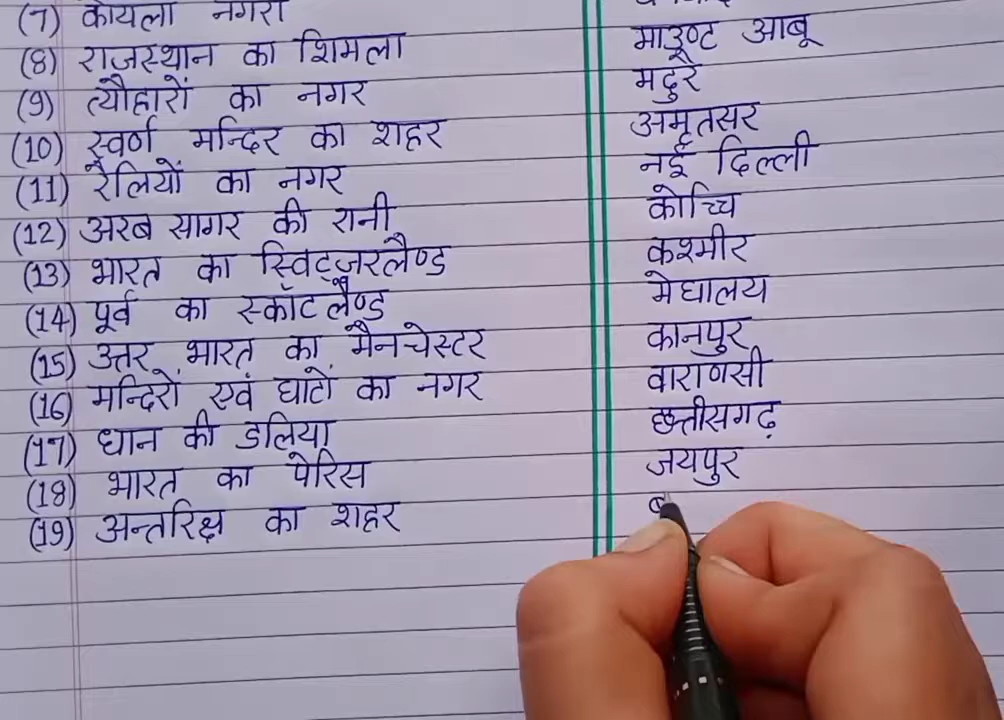 (7) कोयला नगरी
(8) राजस्थान का शिमला माउण्ट आबू
(9) त्यौहारों का नगर मदुरै
(10) स्वर्ण मन्दिर का शहर अमृतसर
(11) रैलियों का नगर नई दिल्ली
(12) अरब सागर की रानी कोच्चि
(13) भारत का स्विट्जरलैण्ड कश्मीर
(14) पूर्व का स्कॉटलैण्ड मेघालय
(15) उत्तर भारत का मैनचेस्टर कानपुर
(16) मन्दिरों एवं घाटों का नगर वाराणसी
(17) धान की डलिया छत्तीसगढ़
(18) भारत का पेरिस जयपुर
(19) अन्तरिक्ष का शहर